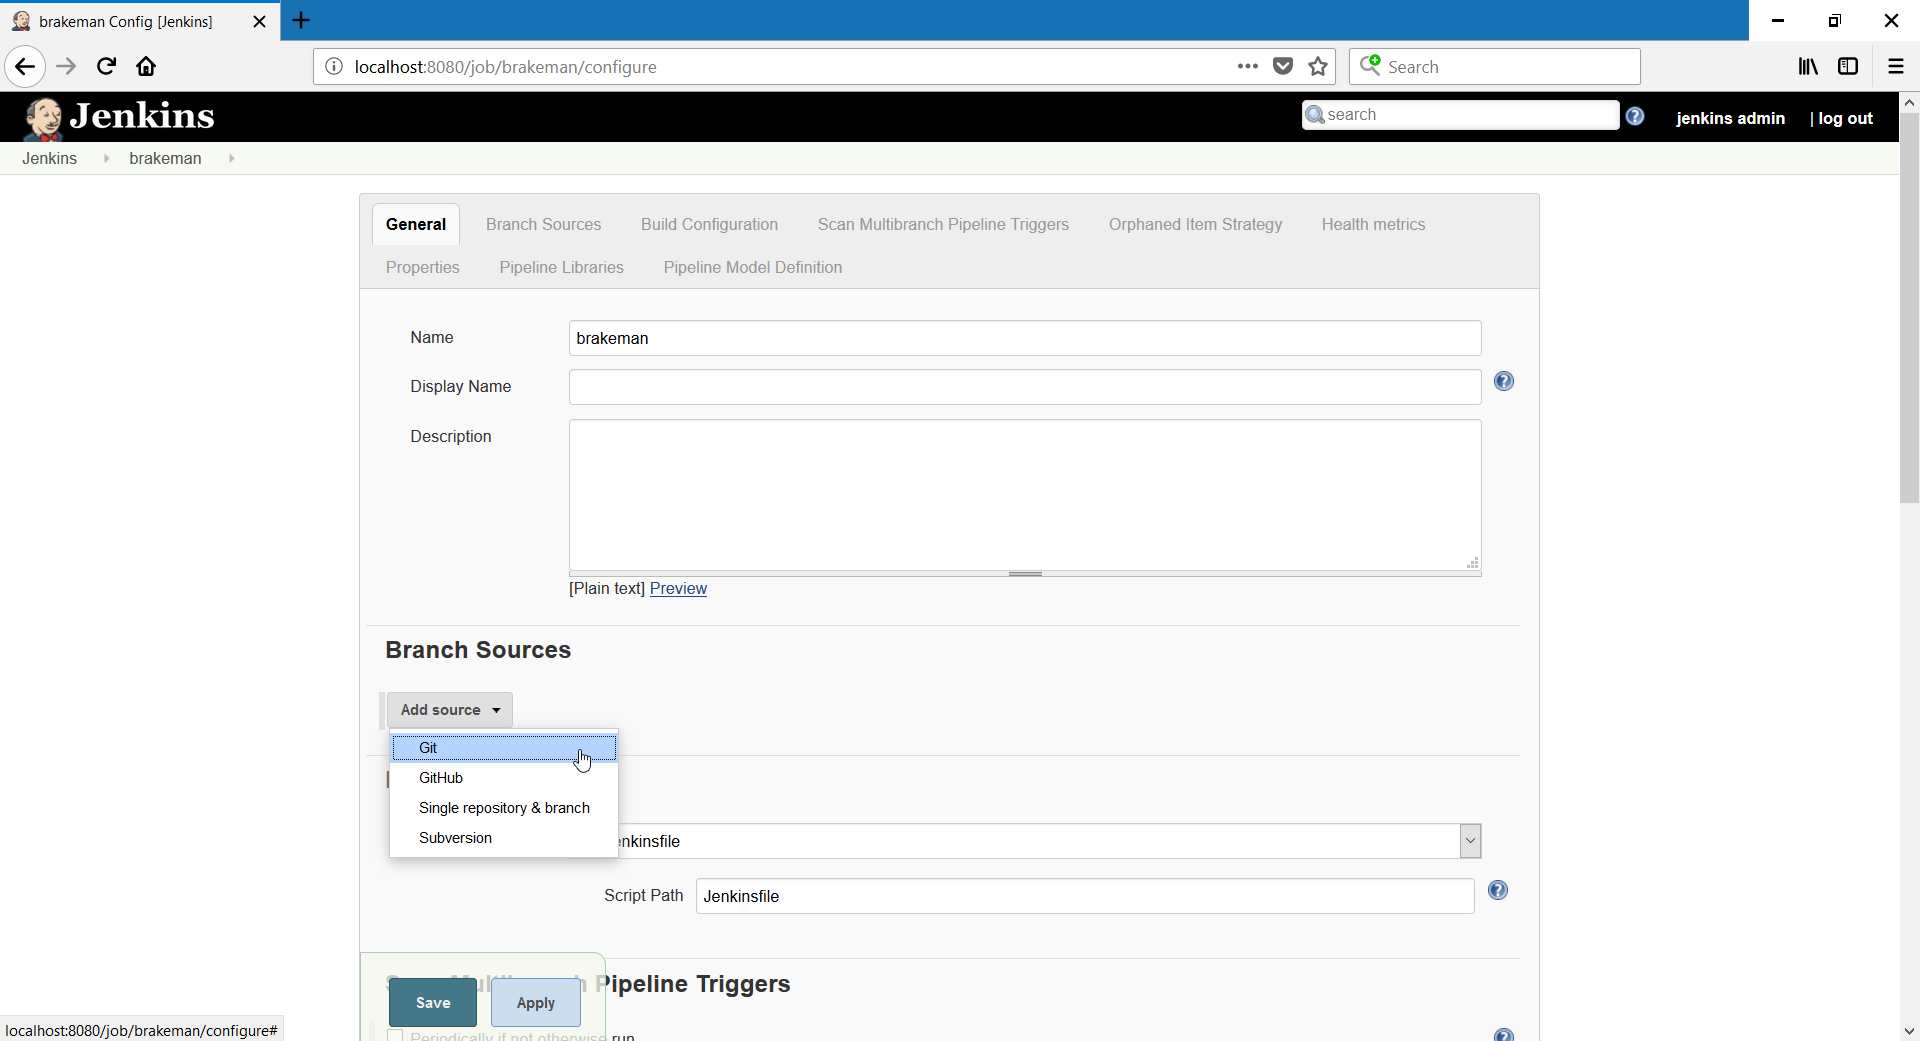 brakeman Config [Jenkins]
localhost:8080/job/brakeman/configure
Search
Jenkins
search
jenkins admin
| log out
Jenkins
brakeman
General
Branch Sources
Build Configuration
Scan Multibranch Pipeline Triggers
Orphaned Item Strategy
Health metrics
Properties
Pipeline Libraries
Pipeline Model Definition
Name
brakeman
Display Name
Description
[Plain text] Preview
Branch Sources
Add source
Git
GitHub
Single repository & branch
Subversion
enkinsfile
Script Path
Jenkinsfile
Pipeline Triggers
Save
Apply
Periodically if not otherwise run
localhost:8080/job/brakeman/configure#